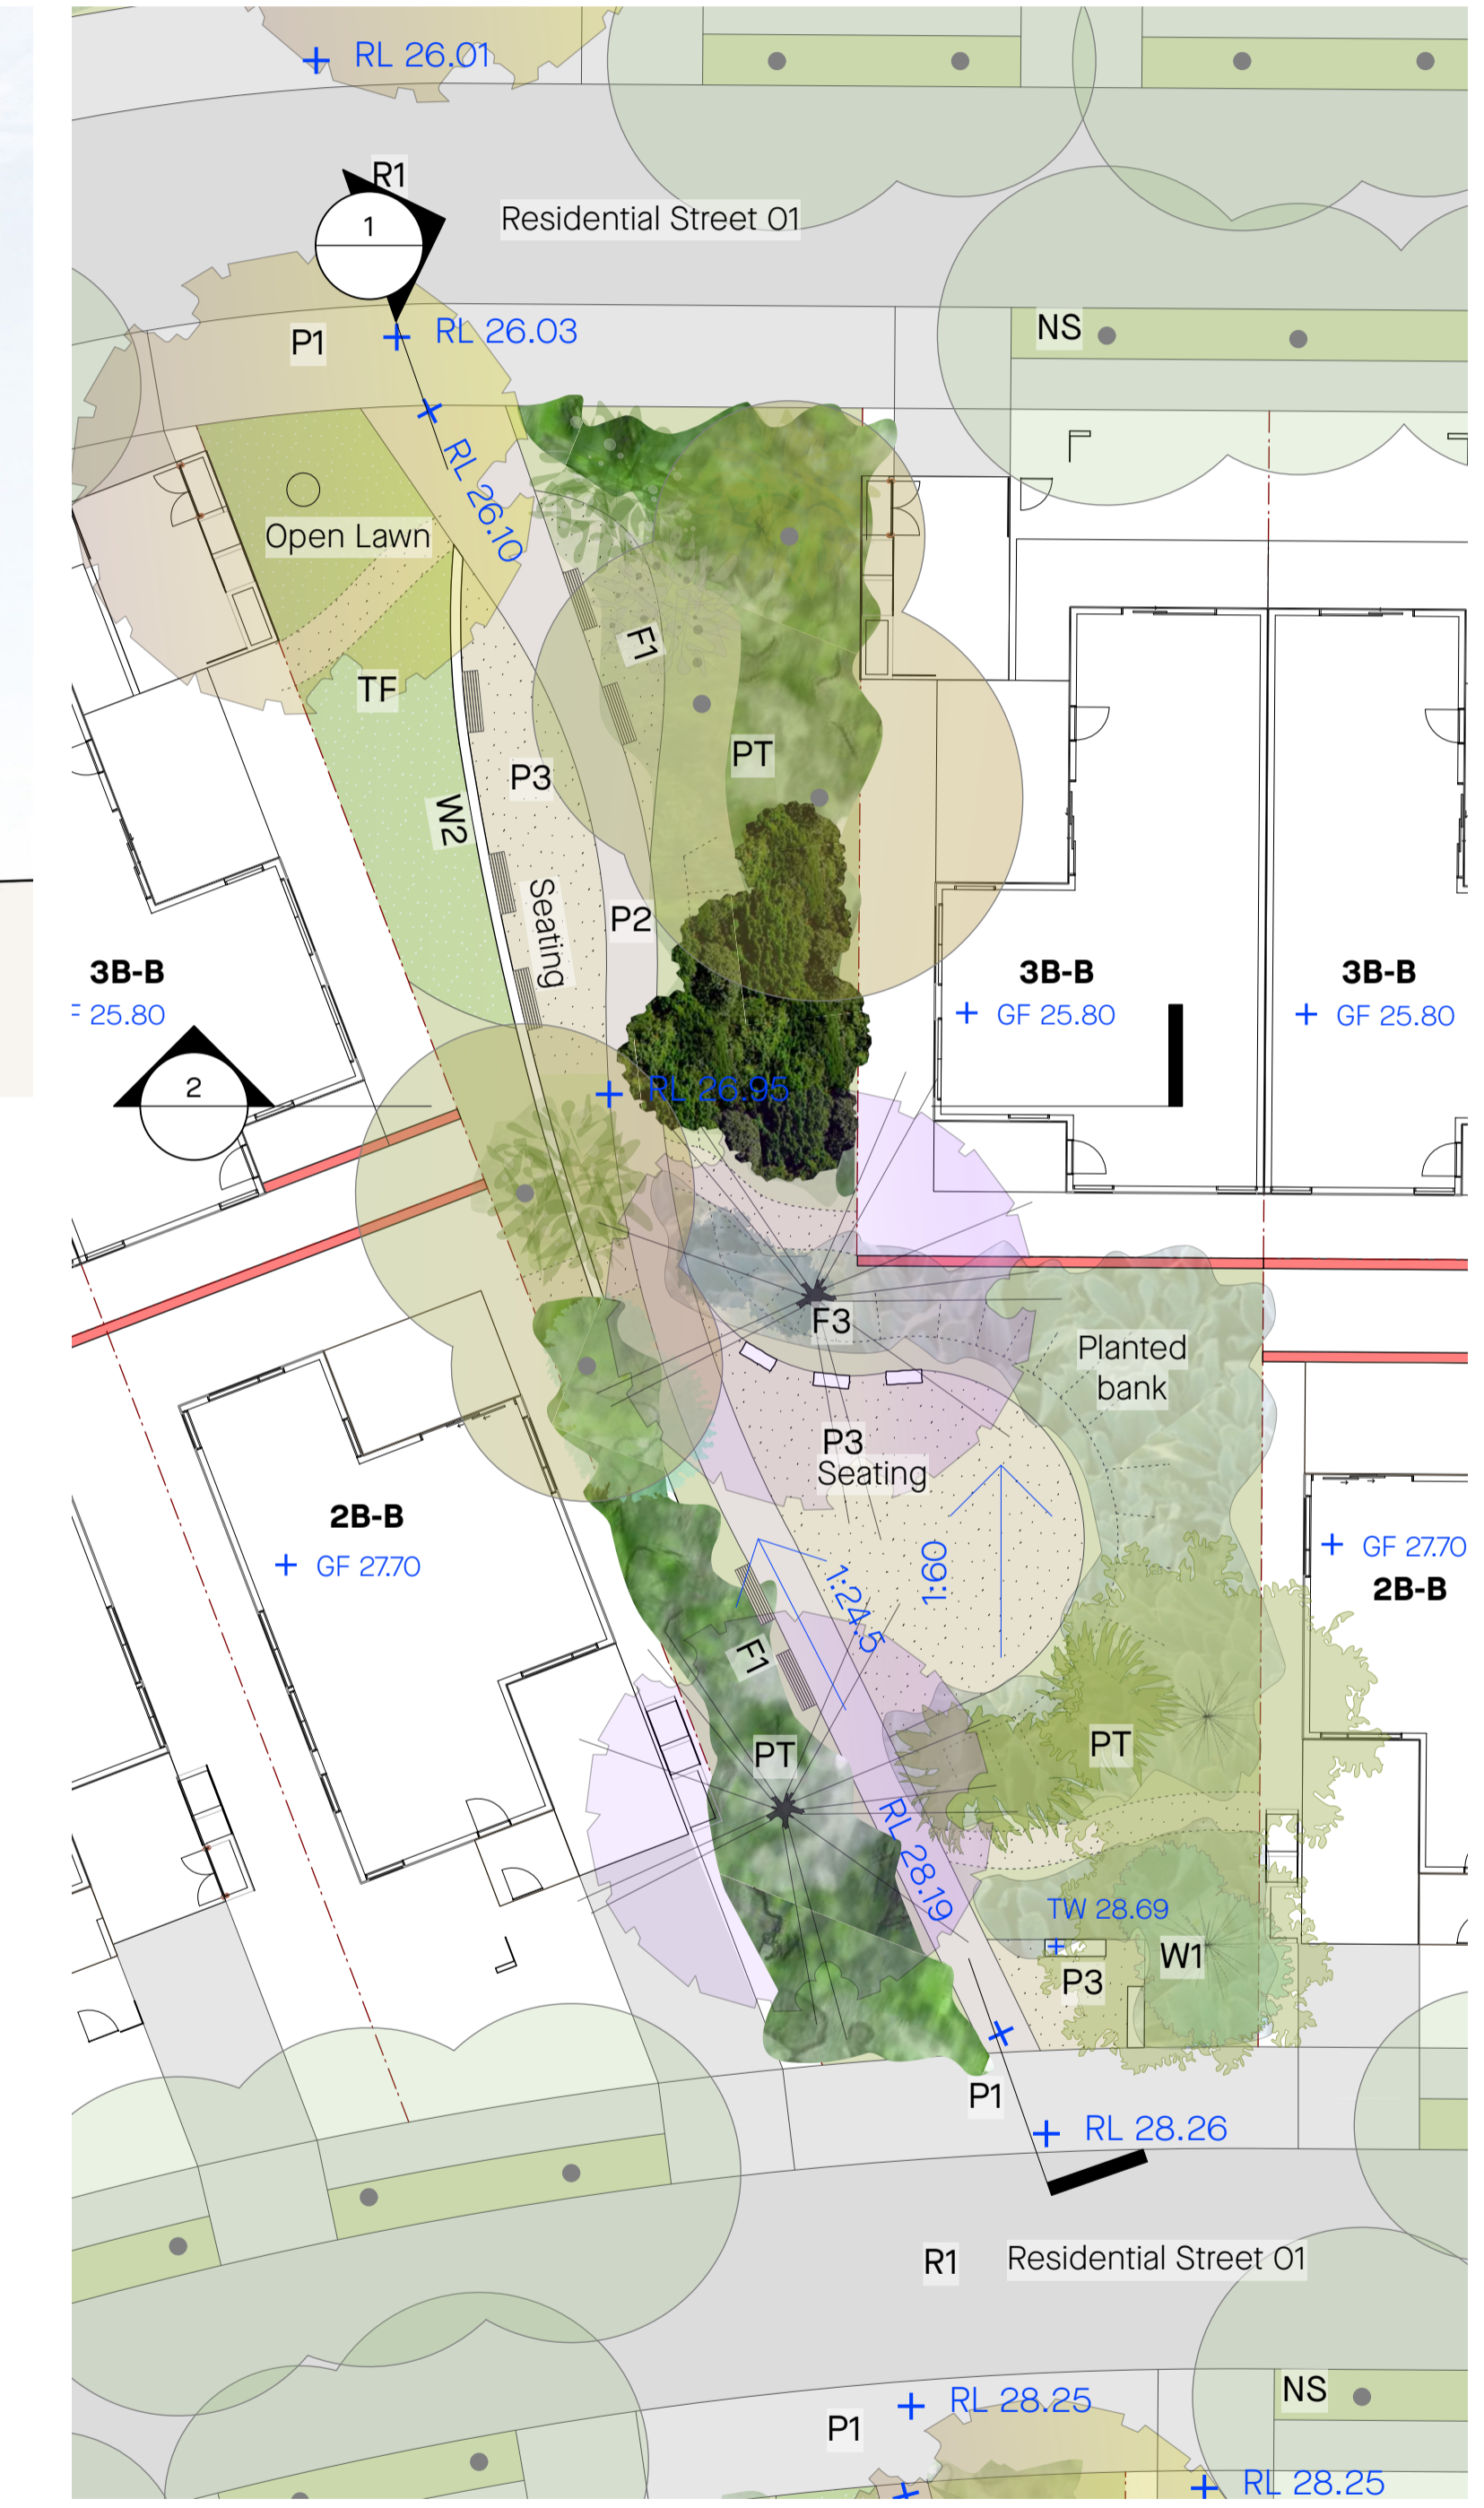 RL 26.01
R1
1
Residential Street 01
P1
RL 26.03
NS
RL 26.10
Open Lawn
F1
TF
PT
P3
W2
Seating
P2
3B-B
F 25.80
3B-B
GF 25.80
3B-B
GF 25.80
2
RL 26.95
F3
Planted
bank
P3
Seating
2B-B
GF 27.70
1:60
1:24.5
GF 27.70
2B-B
F1
PT
PT
RL 28.19
TW 28.69
W1
P3
P1
RL 28.26
R1
Residential Street 01
NS
RL 28.25
P1
RL 28.25